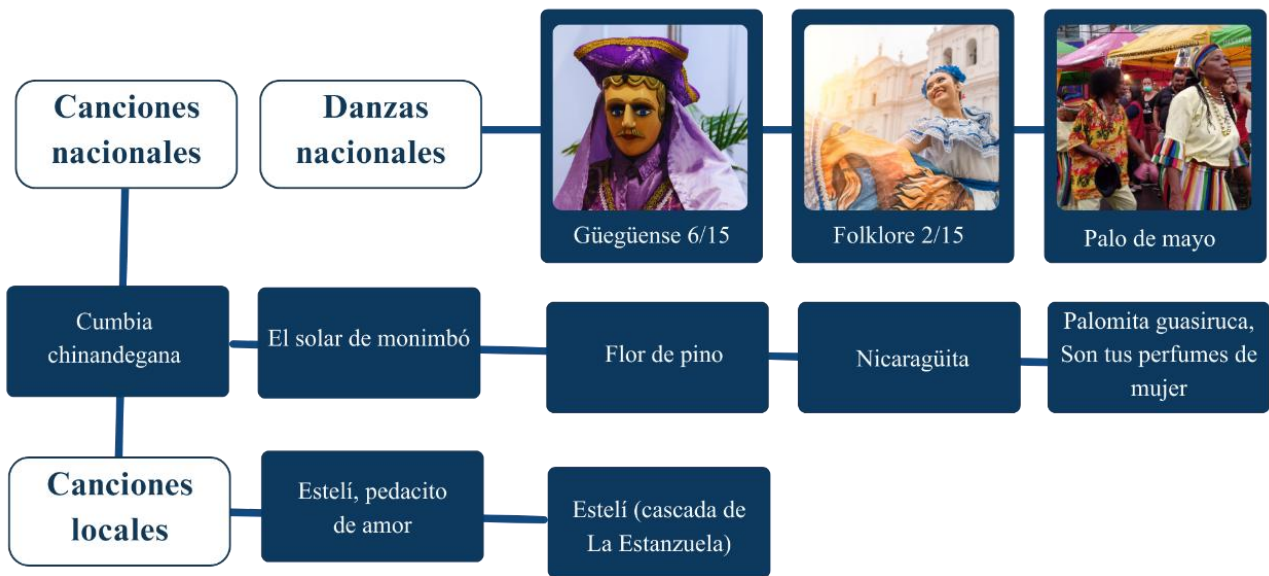 Canciones
nacionales
Danzas
nacionales
Güegüense 6/15
Folklore 2/15
Palo de mayo
Cumbia
chinandegana
El solar de monimbó
Flor de pino
Nicaragüita
Palomita guasiruca,
Son tus perfumes de
mujer
Canciones
locales
Estelí, pedacito
de amor
Estelí (cascada de
La Estanzuela)